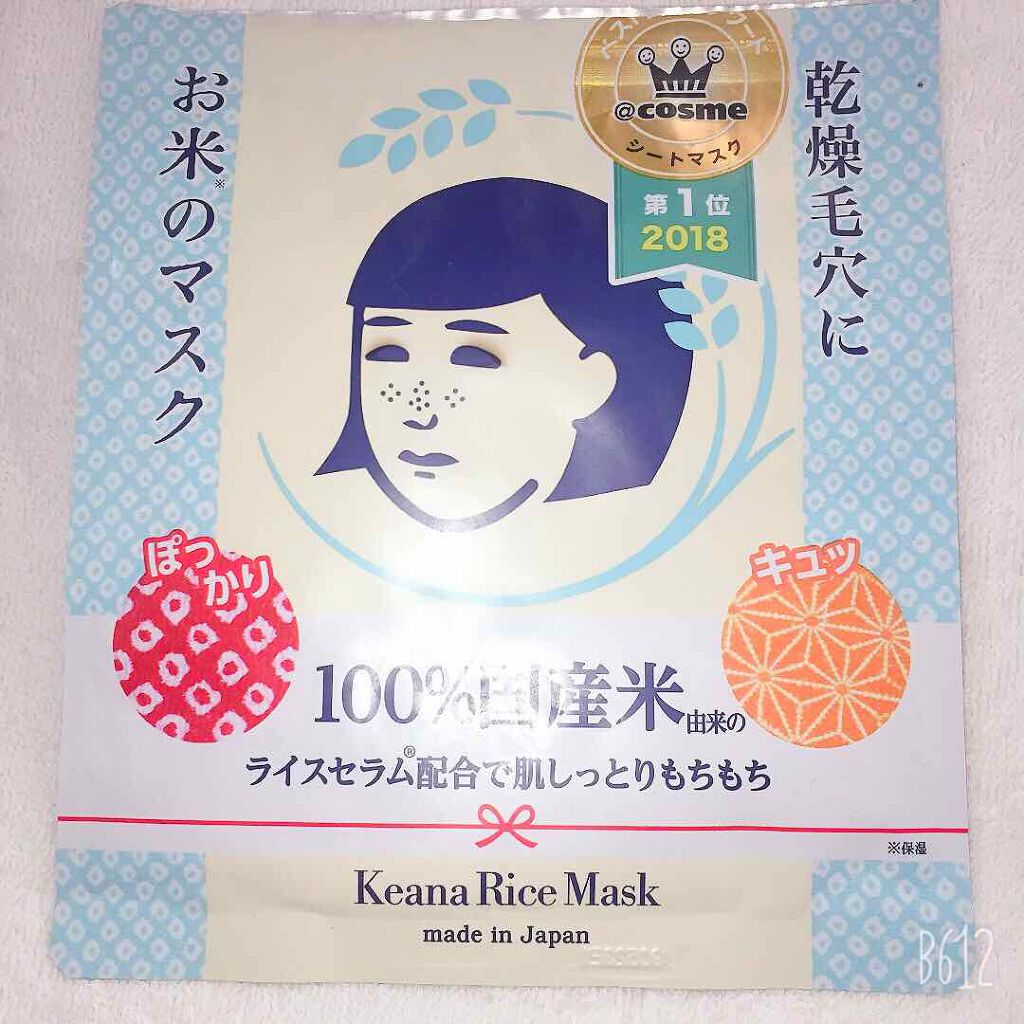 乾燥毛穴に
お米※のマスク
@cosme
シートマスク
第1位
2018
ぽっかり
キュッ
100%国産米由来の
ライスセラム®配合で肌しっとりもちもち
※保湿
Keana Rice Mask
made in Japan
B612